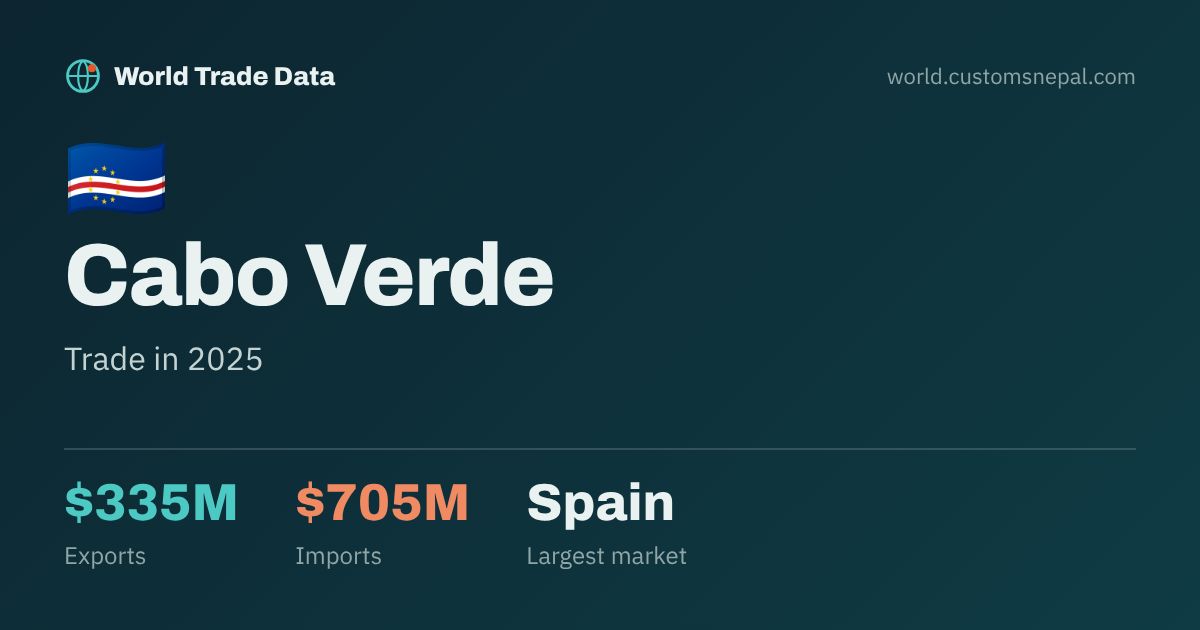 World Trade Data
world.customsnepal.com
Cabo Verde
Trade in 2025
$335M $705M Spain
Exports Imports Largest market